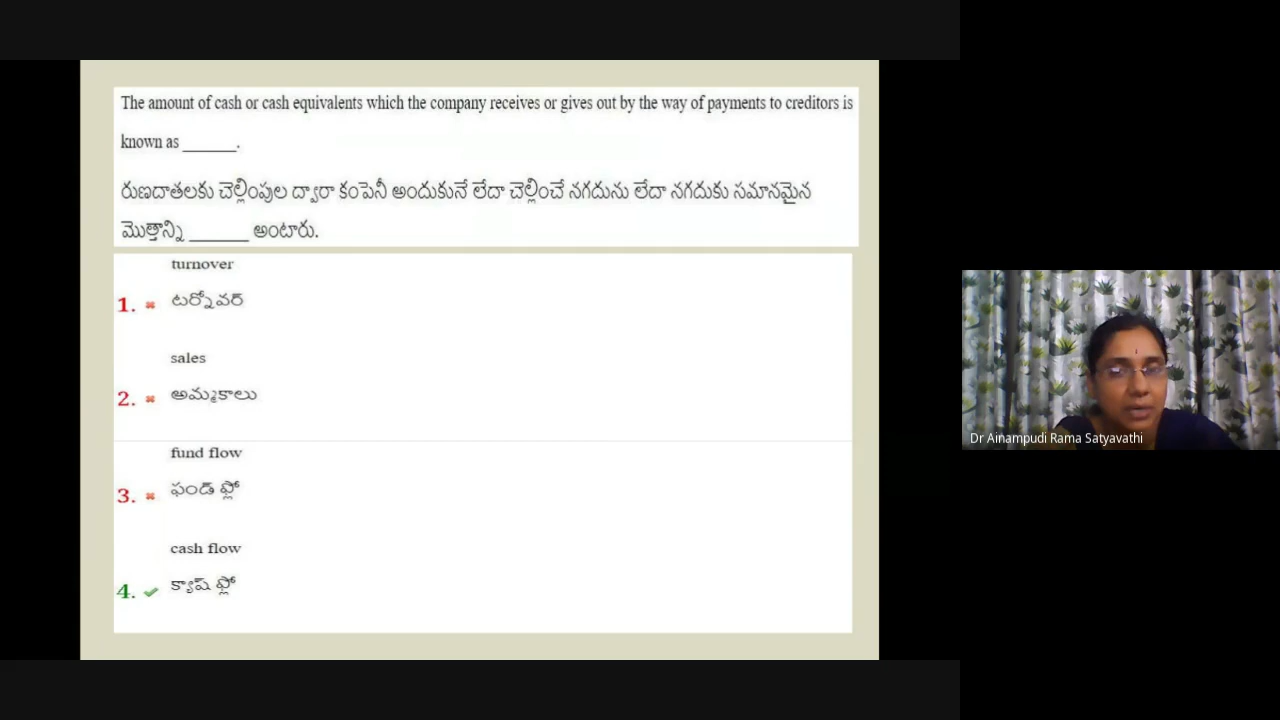 The amount of cash or cash equivalents which the company receives or gives out by the way of payments to creditors is
known as ______.
రుణదాతలకు చెల్లింపుల ద్వారా కంపెనీ అందుకునే లేదా చెల్లించే నగదును లేదా నగదుకు సమానమైన
మొత్తాన్ని ______ అంటారు.
turnover
1. టర్నోవర్
sales
2. అమ్మకాలు
fund flow
3. ఫండ్ ఫ్లో
cash flow
4. క్యాష్ ఫ్లో
Dr Ainampudi Rama Satyavathi